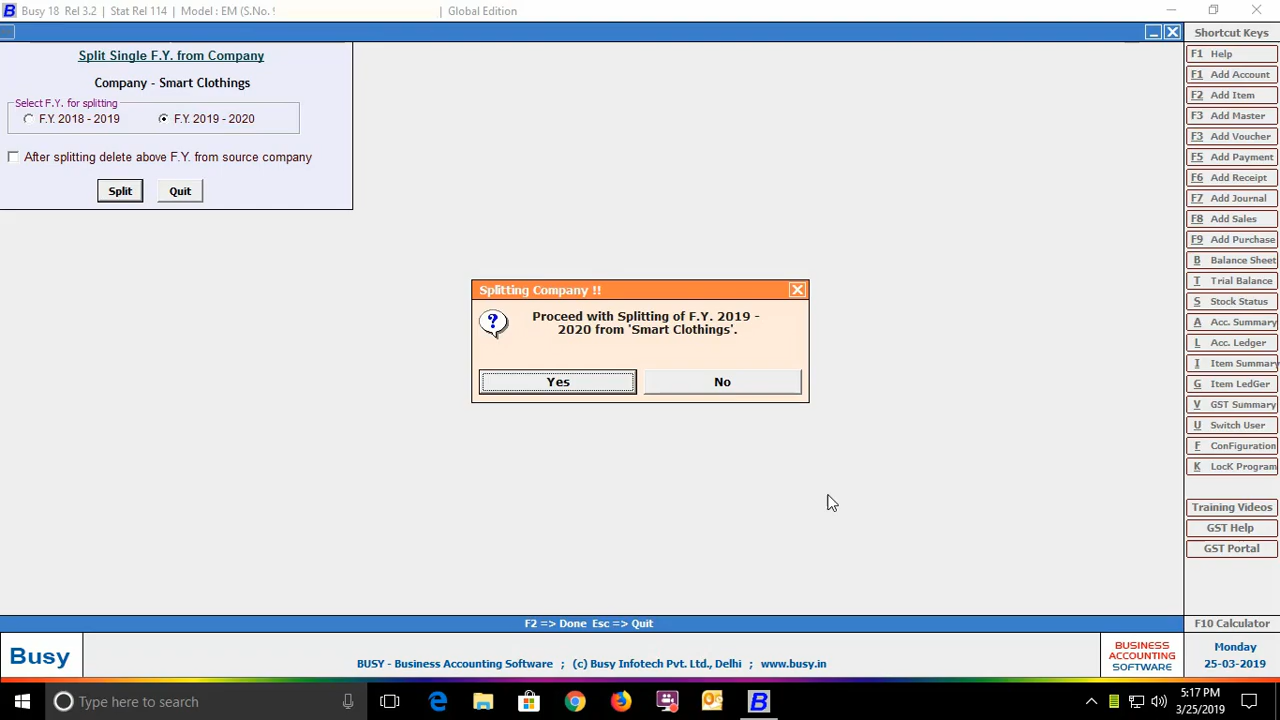 Busy 18 Rel 3.2 | Stat Rel 114 | Model : EM (S.No. | Global Edition
Split Single F.Y. from Company
Company - Smart Clothings
Select F.Y. for splitting
F.Y. 2018 - 2019 F.Y. 2019 - 2020
After splitting delete above F.Y. from source company
Split Quit
Splitting Company !!
?
Proceed with Splitting of F.Y. 2019 -
2020 from 'Smart Clothings'.
Yes No
Shortcut Keys
F1 Help
F1 Add Account
F2 Add Item
F3 Add Master
F3 Add Voucher
F5 Add Payment
F6 Add Receipt
F7 Add Journal
F8 Add Sales
F9 Add Purchase
B Balance Sheet
T Trial Balance
S Stock Status
A Acc. Summary
L Acc. Ledger
I Item Summary
G Item LedGer
V GST Summary
U Switch User
F ConFiguration
K LocK Program
Training Videos
GST Help
GST Portal
F2 => Done Esc => Quit
F10 Calculator
Busy
BUSY - Business Accounting Software ; (c) Busy Infotech Pvt. Ltd., Delhi ; www.busy.in
BUSINESS
ACCOUNTING
SOFTWARE
Monday
25-03-2019
Type here to search
5:17 PM
3/25/2019